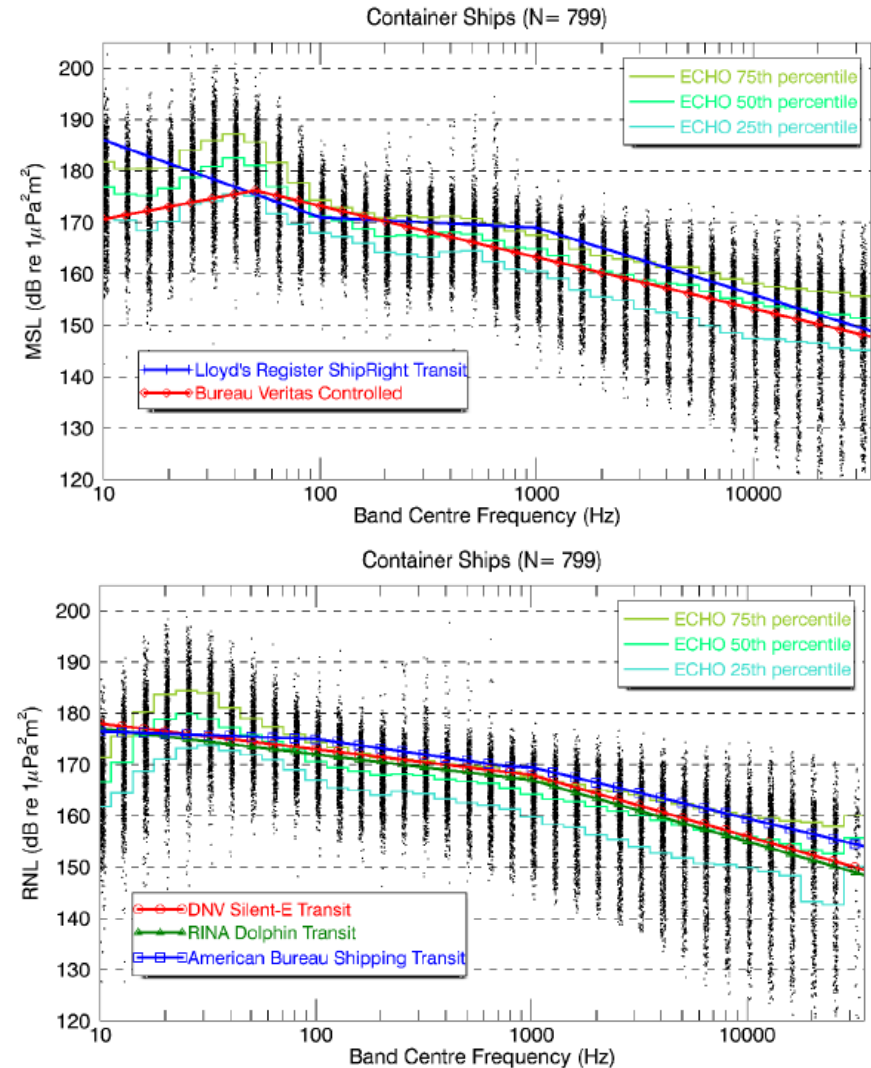 Container Ships (N= 799)
200
190
180
170
160
150
140
130
120
MSL (dB re 1μPa²m²)
ECHO 75th percentile
ECHO 50th percentile
ECHO 25th percentile
Lloyd's Register ShipRight Transit
Bureau Veritas Controlled
10
100
1000
10000
Band Centre Frequency (Hz)
Container Ships (N= 799)
200
190
180
170
160
150
140
130
120
RNL (dB re 1μPa²m²)
ECHO 75th percentile
ECHO 50th percentile
ECHO 25th percentile
DNV Silent-E Transit
RINA Dolphin Transit
American Bureau Shipping Transit
10
100
1000
10000
Band Centre Frequency (Hz)